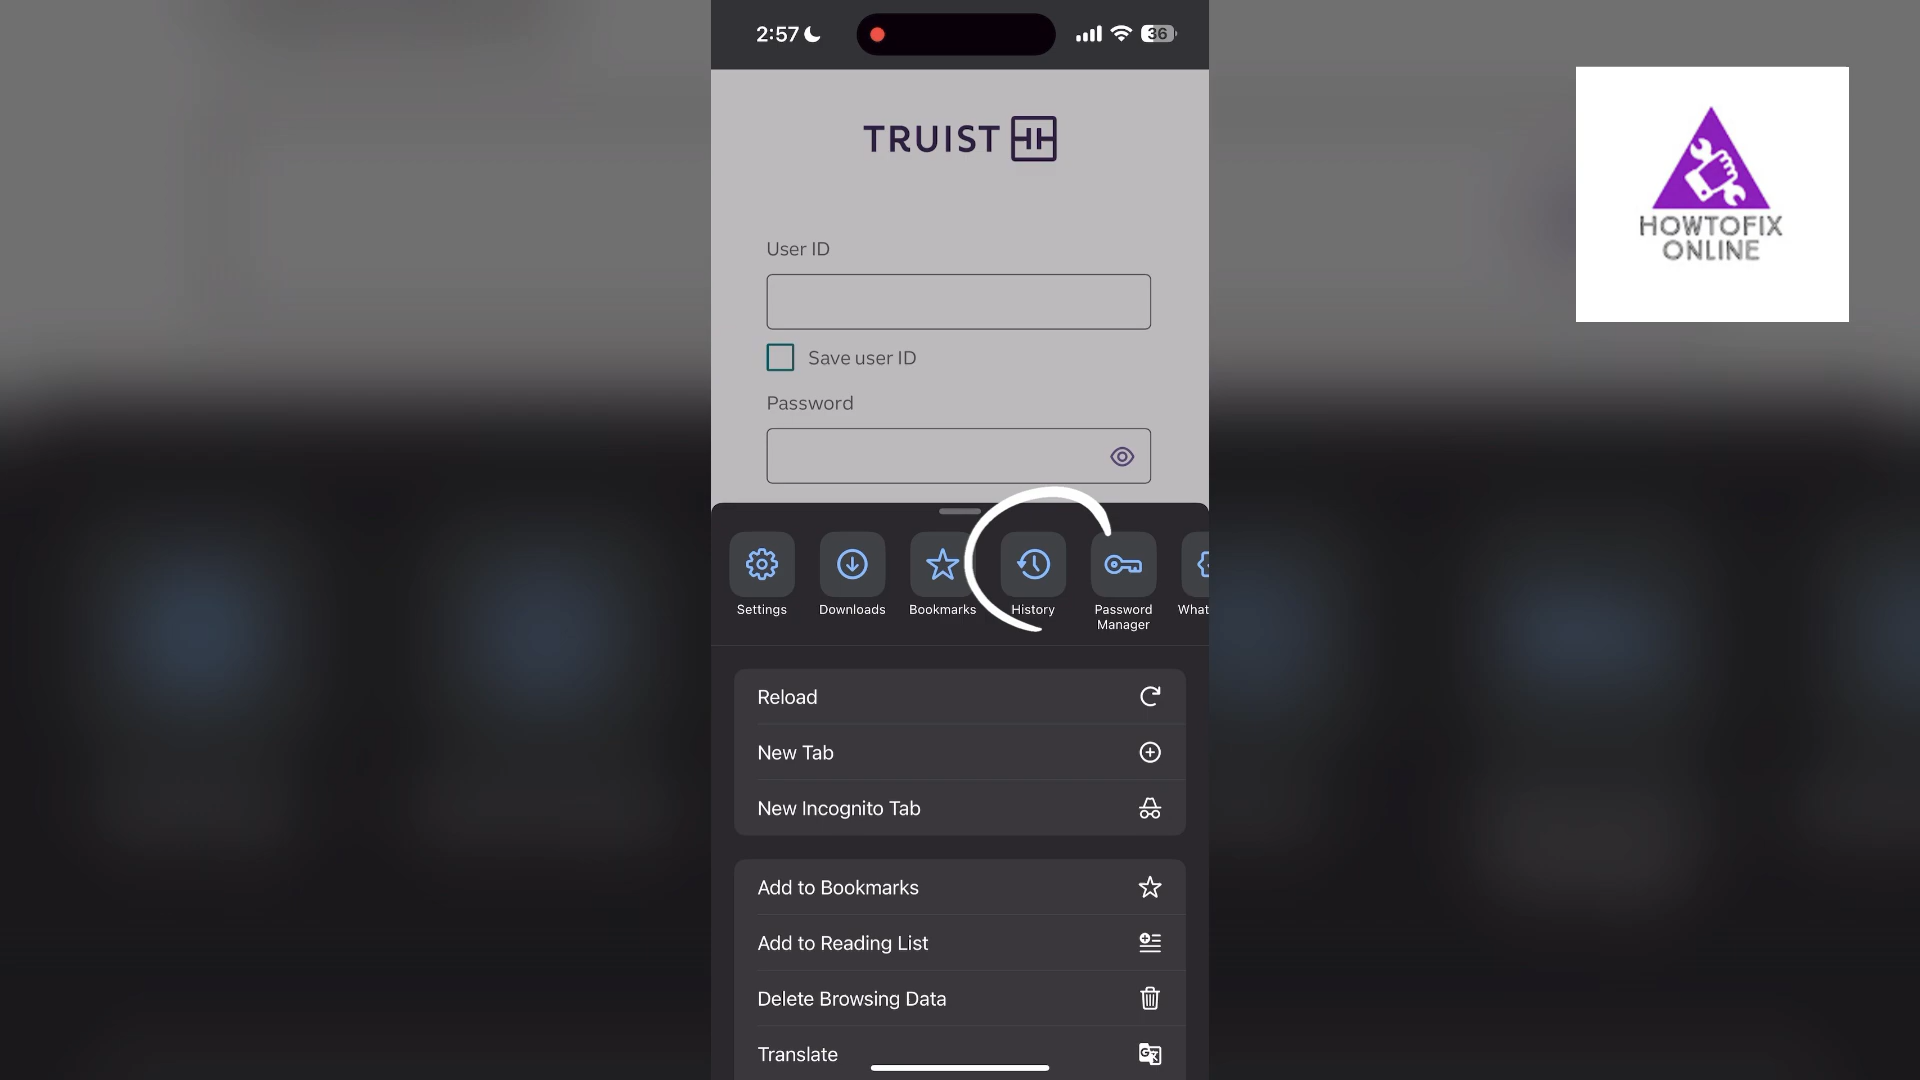 2:57
36
TRUIST
HOWTOFIX
ONLINE
User ID
Save user ID
Password
Settings
Downloads
Bookmarks
History
Password
Manager
What
Reload
New Tab
New Incognito Tab
Add to Bookmarks
Add to Reading List
Delete Browsing Data
Translate